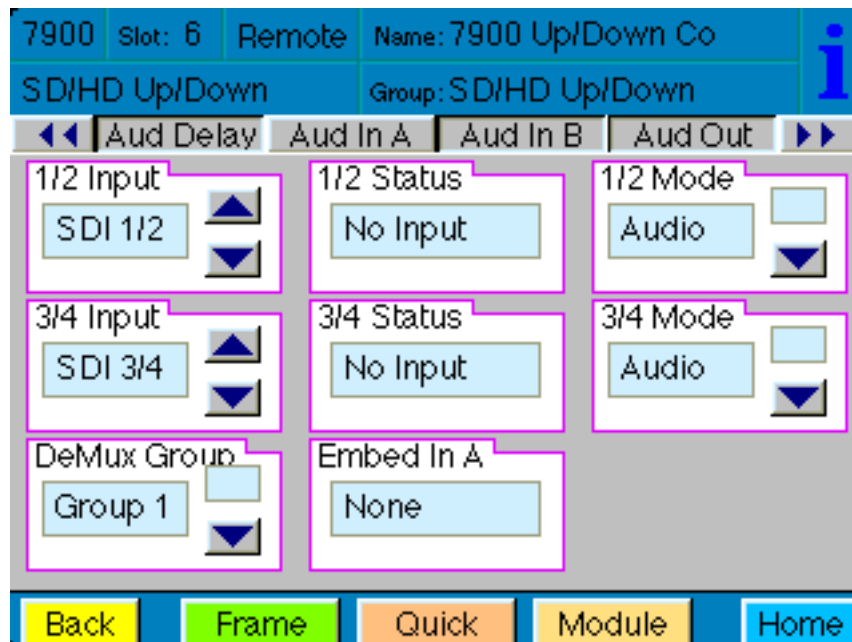 7900 Slot: 6 Remote Name: 7900 Up/Down Co
SD/HD Up/Down Group: SD/HD Up/Down
i
Aud Delay Aud In A Aud In B Aud Out
1/2 Input 1/2 Status 1/2 Mode
SDI 1/2 No Input Audio
3/4 Input 3/4 Status 3/4 Mode
SDI 3/4 No Input Audio
DeMux Group Embed In A
Group 1 None
Back Frame Quick Module Home